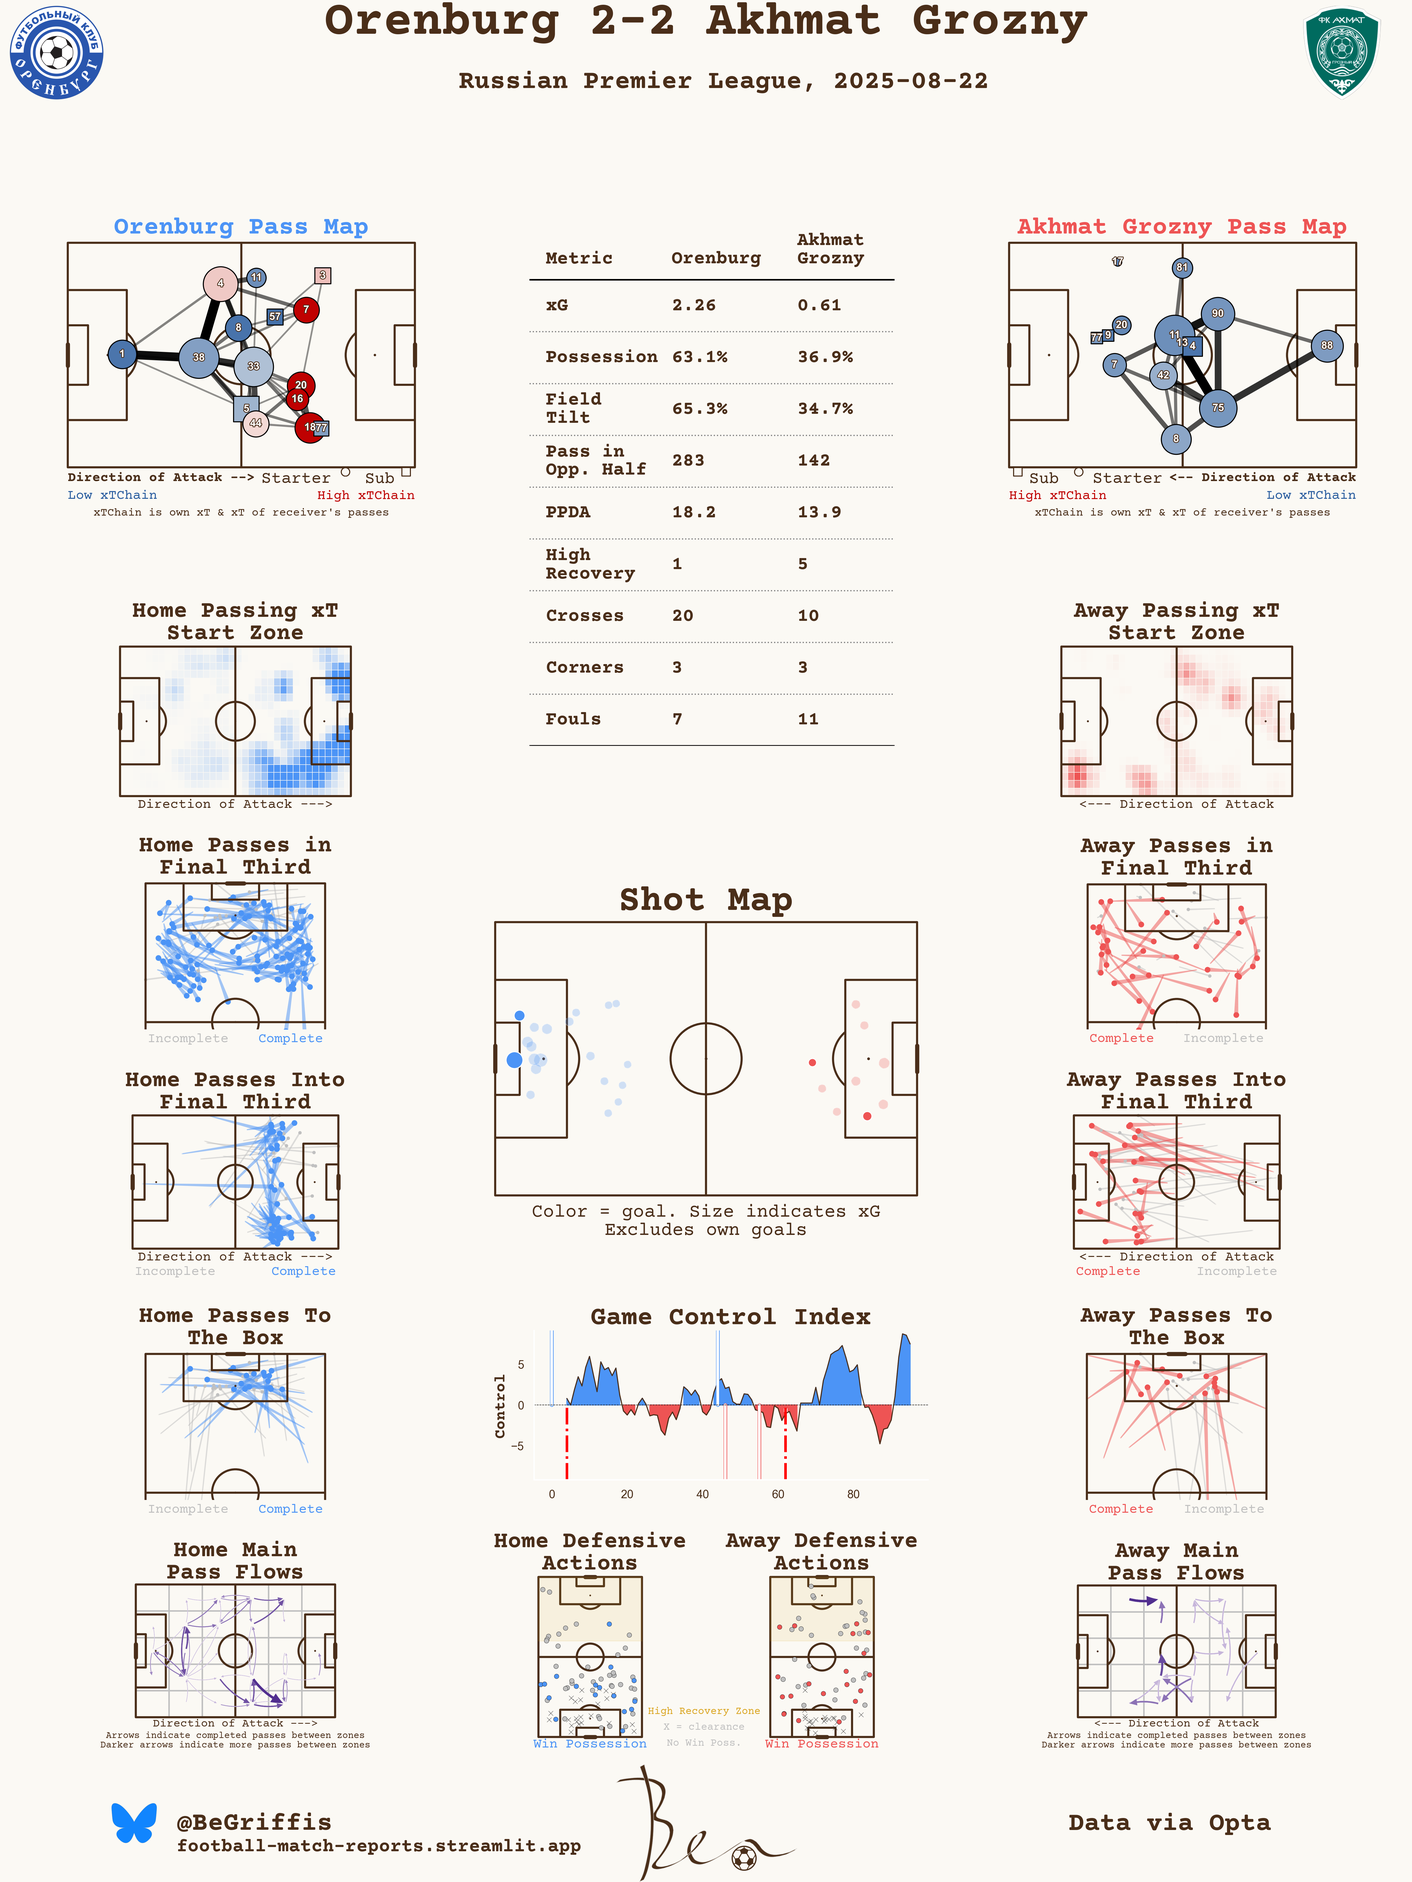 Orenburg 2-2 Akhmat Grozny
Russian Premier League, 2025-08-22
ФУТБОЛЬНЫЙ КЛУБ
ОРЕНБУРГ
ФК АХМАТ
ГРОЗНЫЙ
Orenburg Pass Map
1
4
11
3
7
57
8
38
33
20
16
5
44
18
77
Direction of Attack --> Starter Sub
Low xTChain High xTChain
xTChain is own xT & xT of receiver's passes
Metric Orenburg Akhmat Grozny
xG 2.26 0.61
Possession 63.1% 36.9%
Field Tilt 65.3% 34.7%
Pass in Opp. Half 283 142
PPDA 18.2 13.9
High Recovery 1 5
Crosses 20 10
Corners 3 3
Fouls 7 11
Akhmat Grozny Pass Map
17
81
90
20
77
9
11
13
4
88
7
42
75
8
Sub Starter <-- Direction of Attack
High xTChain Low xTChain
xTChain is own xT & xT of receiver's passes
Home Passing xT
Start Zone
Direction of Attack --->
Away Passing xT
Start Zone
<--- Direction of Attack
Home Passes in
Final Third
Incomplete Complete
Away Passes in
Final Third
Complete Incomplete
Shot Map
Color = goal. Size indicates xG
Excludes own goals
Home Passes Into
Final Third
Direction of Attack --->
Incomplete Complete
Away Passes Into
Final Third
<--- Direction of Attack
Complete Incomplete
Home Passes To
The Box
Incomplete Complete
Game Control Index
Control
5
0
−5
0 20 40 60 80
Away Passes To
The Box
Complete Incomplete
Home Main
Pass Flows
Direction of Attack --->
Arrows indicate completed passes between zones
Darker arrows indicate more passes between zones
Home Defensive
Actions
Win Possession
Away Defensive
Actions
Win Possession
High Recovery Zone
X = clearance
No Win Poss.
Away Main
Pass Flows
<--- Direction of Attack
Arrows indicate completed passes between zones
Darker arrows indicate more passes between zones
@BeGriffis
football-match-reports.streamlit.app
Ben
Data via Opta